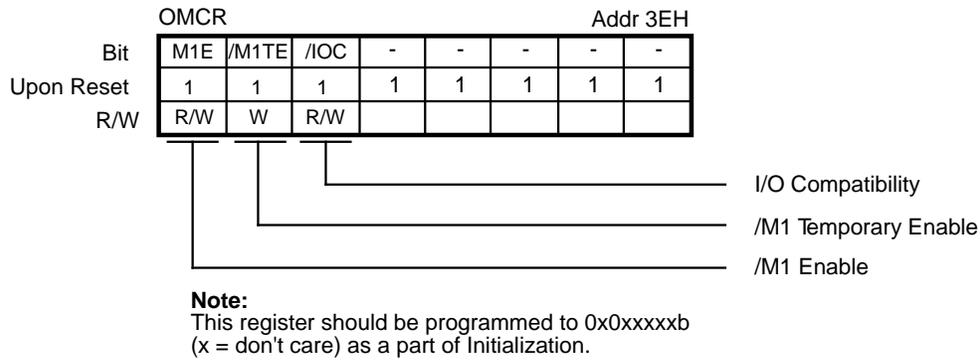 OMCR Addr 3EH
Bit M1E /M1TE /IOC - - - - -
Upon Reset 1 1 1 1 1 1 1 1
R/W R/W W R/W
I/O Compatibility
/M1 Temporary Enable
/M1 Enable
Note:
This register should be programmed to 0x0xxxxxb
(x = don't care) as a part of Initialization.